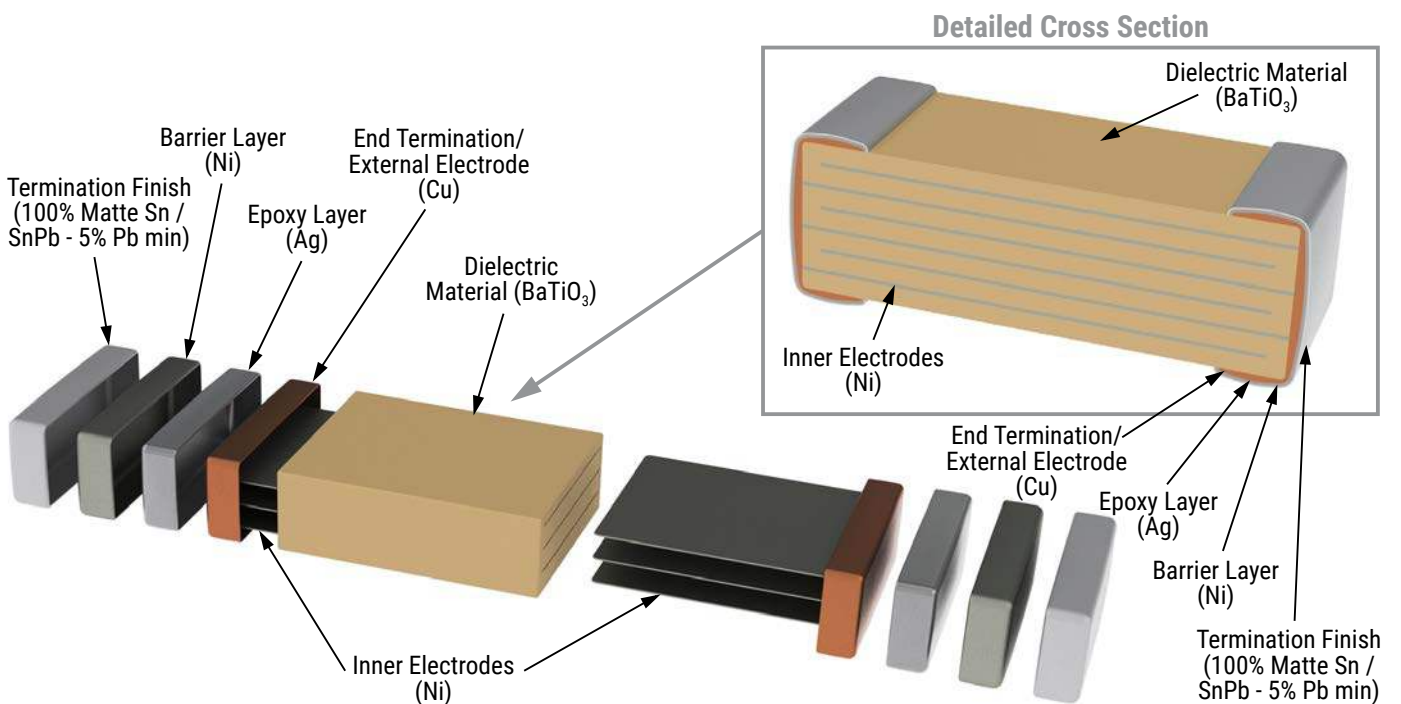 Detailed Cross Section
Dielectric Material
(BaTiO₃)
Inner Electrodes
(Ni)
End Termination/
External Electrode
(Cu)
Epoxy Layer
(Ag)
Barrier Layer
(Ni)
Termination Finish
(100% Matte Sn /
SnPb - 5% Pb min)
Termination Finish
(100% Matte Sn /
SnPb - 5% Pb min)
Barrier Layer
(Ni)
Epoxy Layer
(Ag)
End Termination/
External Electrode
(Cu)
Dielectric
Material (BaTiO₃)
Inner Electrodes
(Ni)